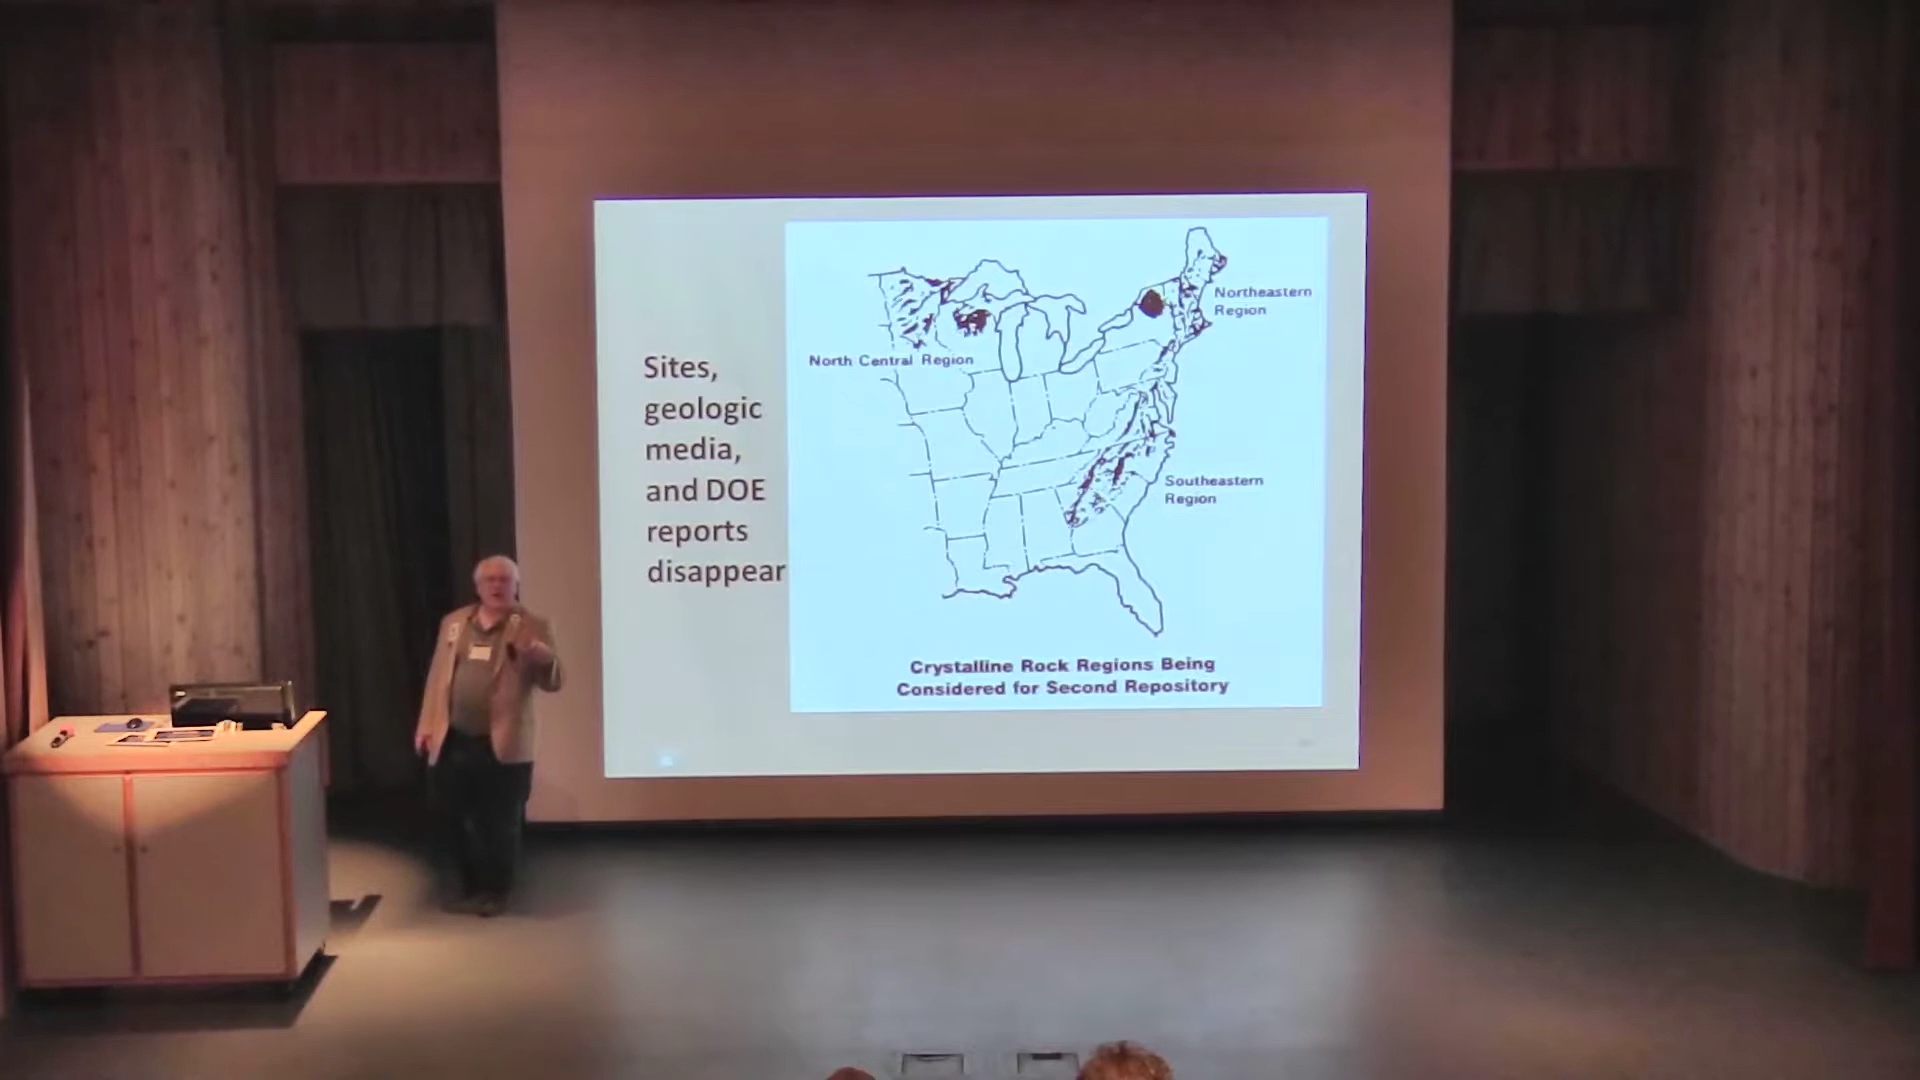 Sites,
geologic
media,
and DOE
reports
disappear
Northeastern
Region
North Central Region
Southeastern
Region
Crystalline Rock Regions Being
Considered for Second Repository